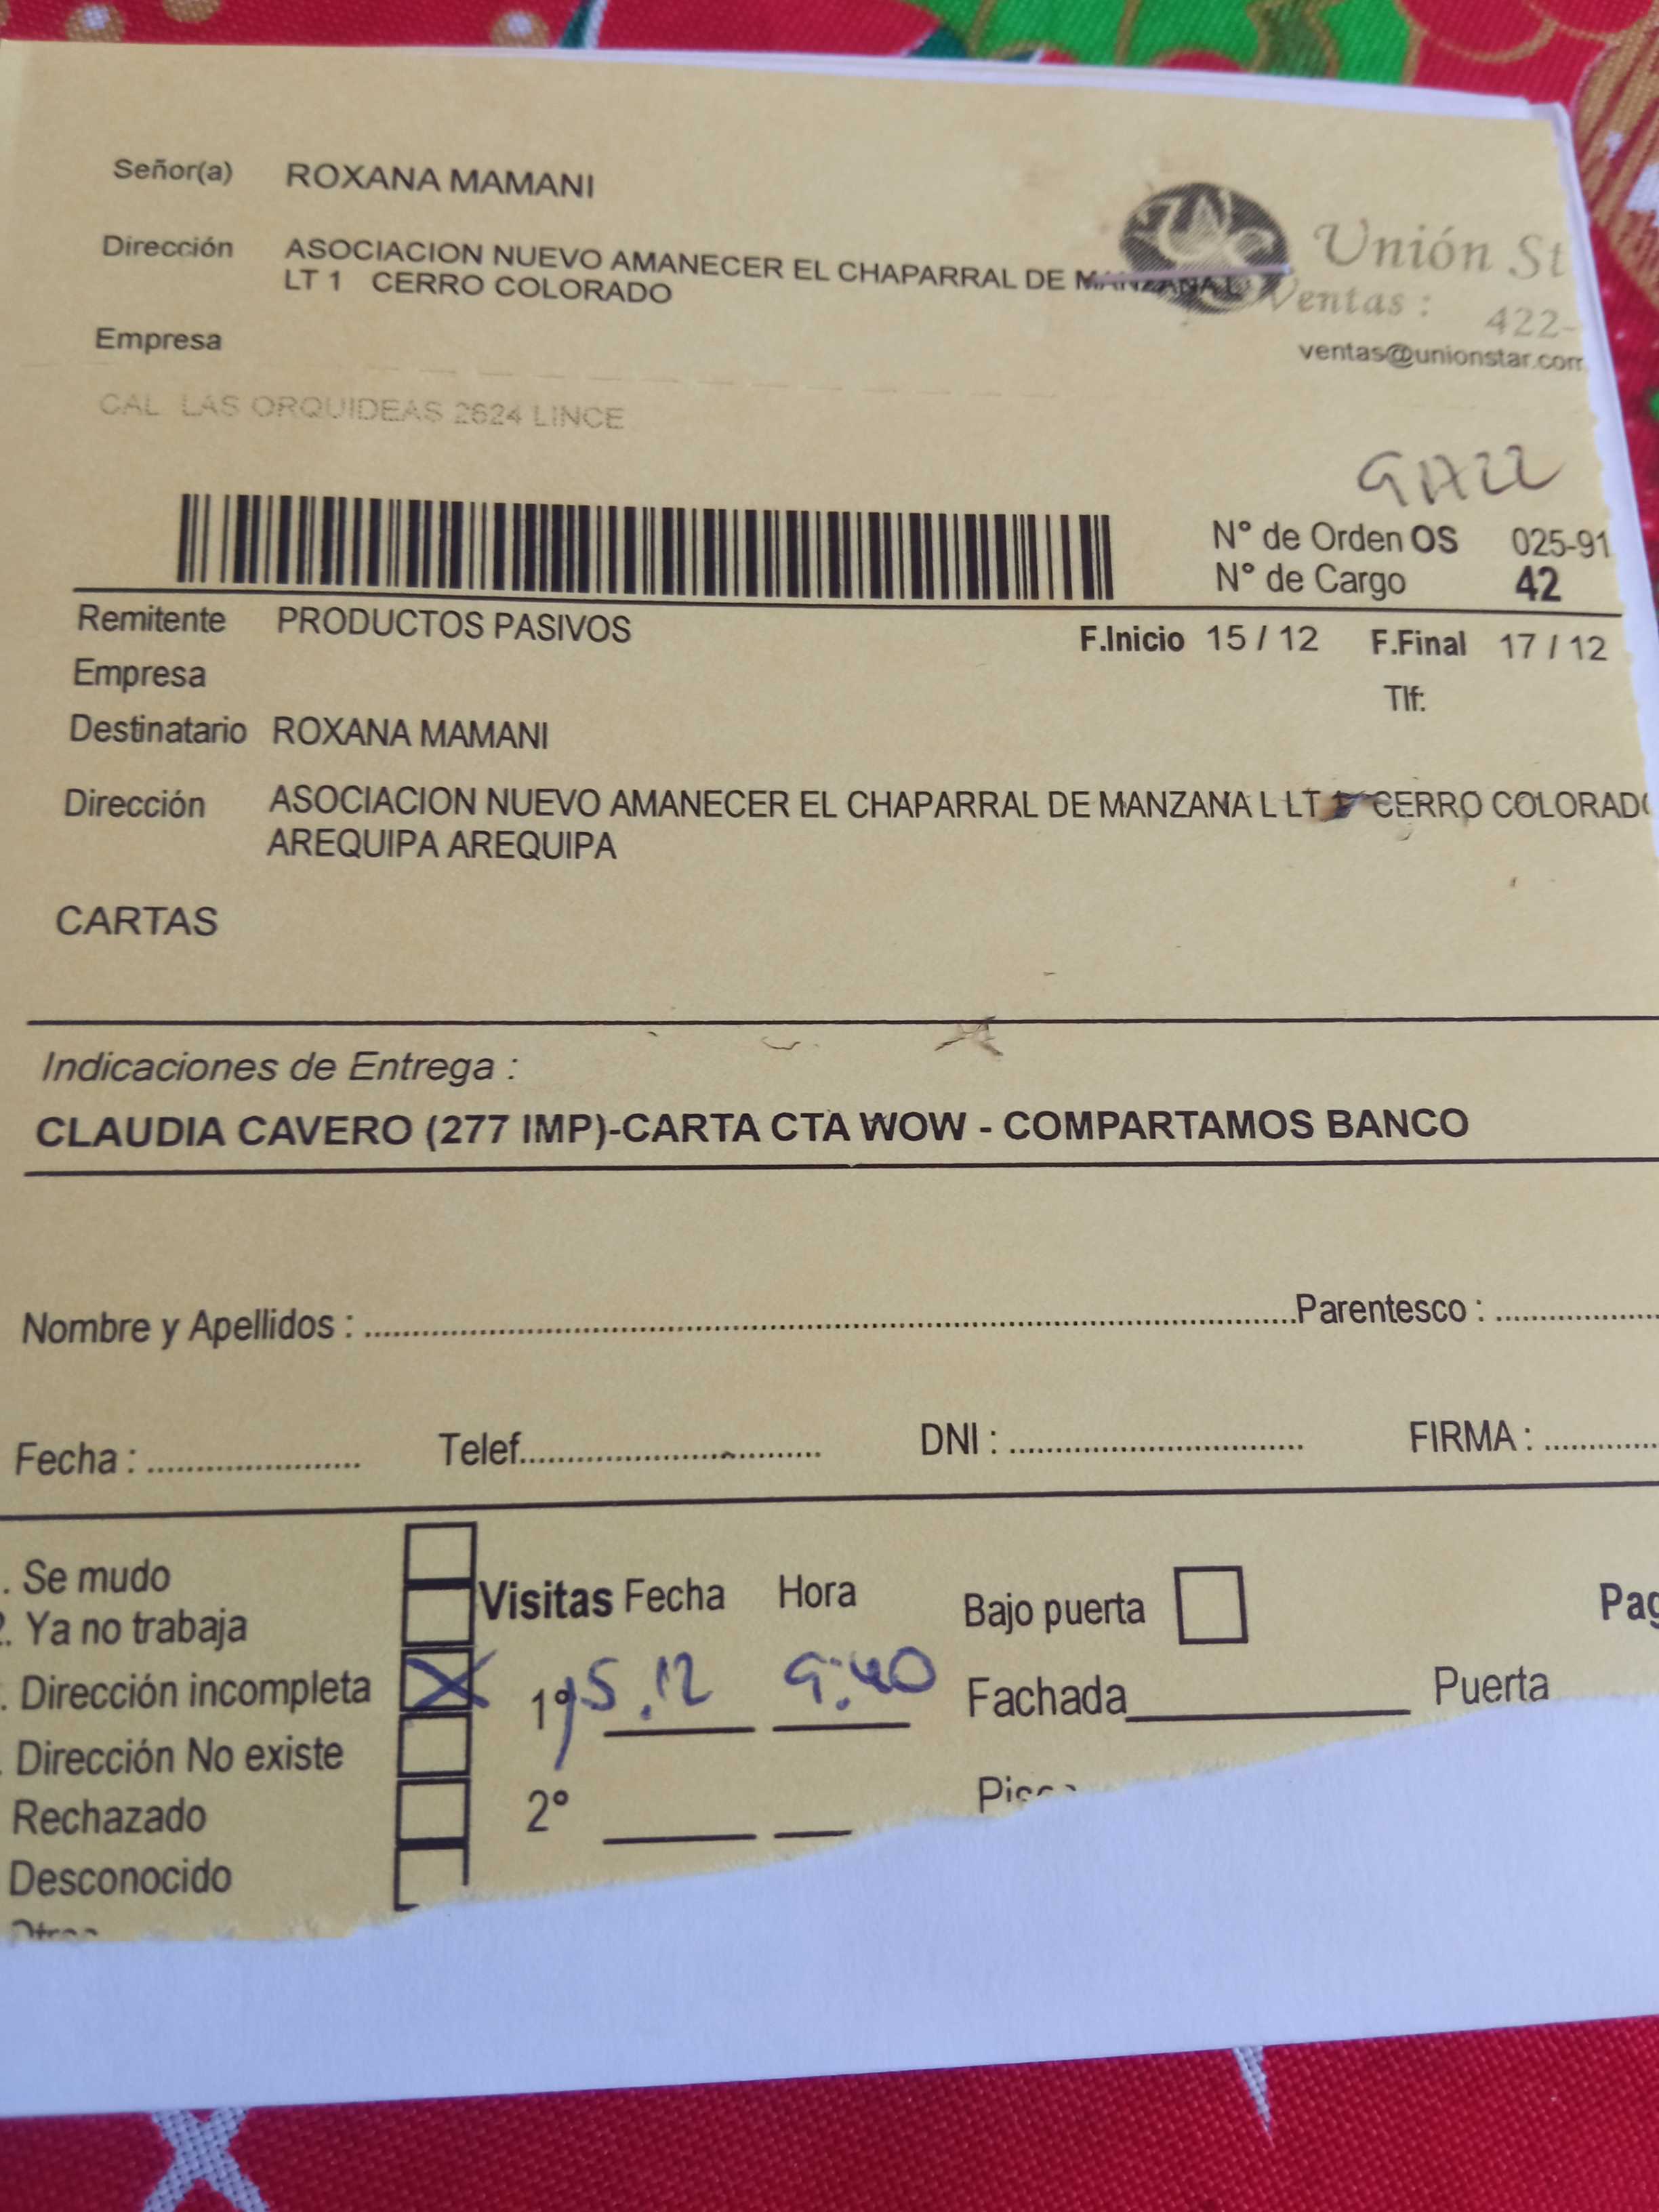 Señor(a) ROXANA MAMANI
Dirección ASOCIACION NUEVO AMANECER EL CHAPARRAL DE MANZANA L
LT 1 CERRO COLORADO
Unión St
Ventas : 422-
ventas@unionstar.com
Empresa
CAL LAS ORQUIDEAS 2624 LINCE
N° de Orden OS 025-91
N° de Cargo 42
Remitente PRODUCTOS PASIVOS F.Inicio 15 / 12 F.Final 17 / 12
Empresa Tlf:
Destinatario ROXANA MAMANI
Dirección ASOCIACION NUEVO AMANECER EL CHAPARRAL DE MANZANA L LT CERRO COLORADO
AREQUIPA AREQUIPA
CARTAS
Indicaciones de Entrega :
CLAUDIA CAVERO (277 IMP)-CARTA CTA WOW - COMPARTAMOS BANCO
Nombre y Apellidos : Parentesco :
Fecha : Telef. DNI : FIRMA :
. Se mudo
2. Ya no trabaja Visitas Fecha Hora Bajo puerta Pag
. Dirección incompleta X 1° 15.12 9:40 Fachada Puerta
. Dirección No existe
Rechazado 2°
Desconocido